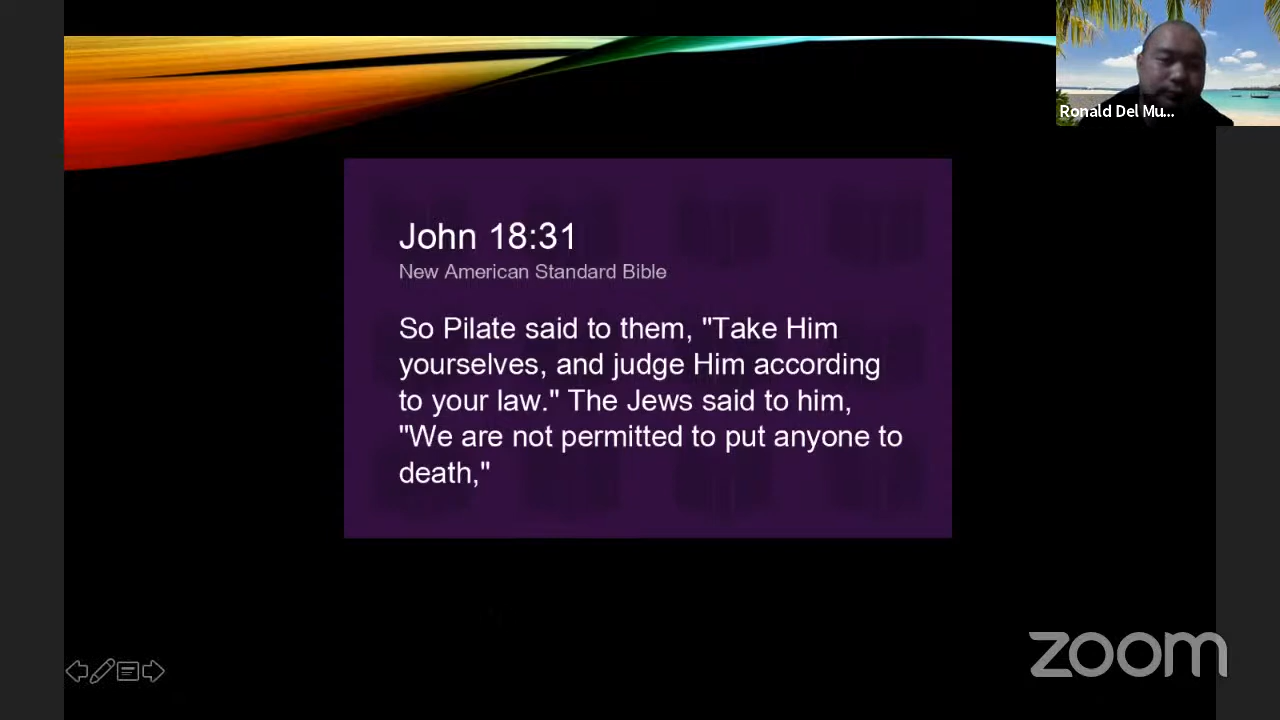 Ronald Del Mu...
John 18:31
New American Standard Bible
So Pilate said to them, "Take Him
yourselves, and judge Him according
to your law." The Jews said to him,
"We are not permitted to put anyone to
death,"
zoom